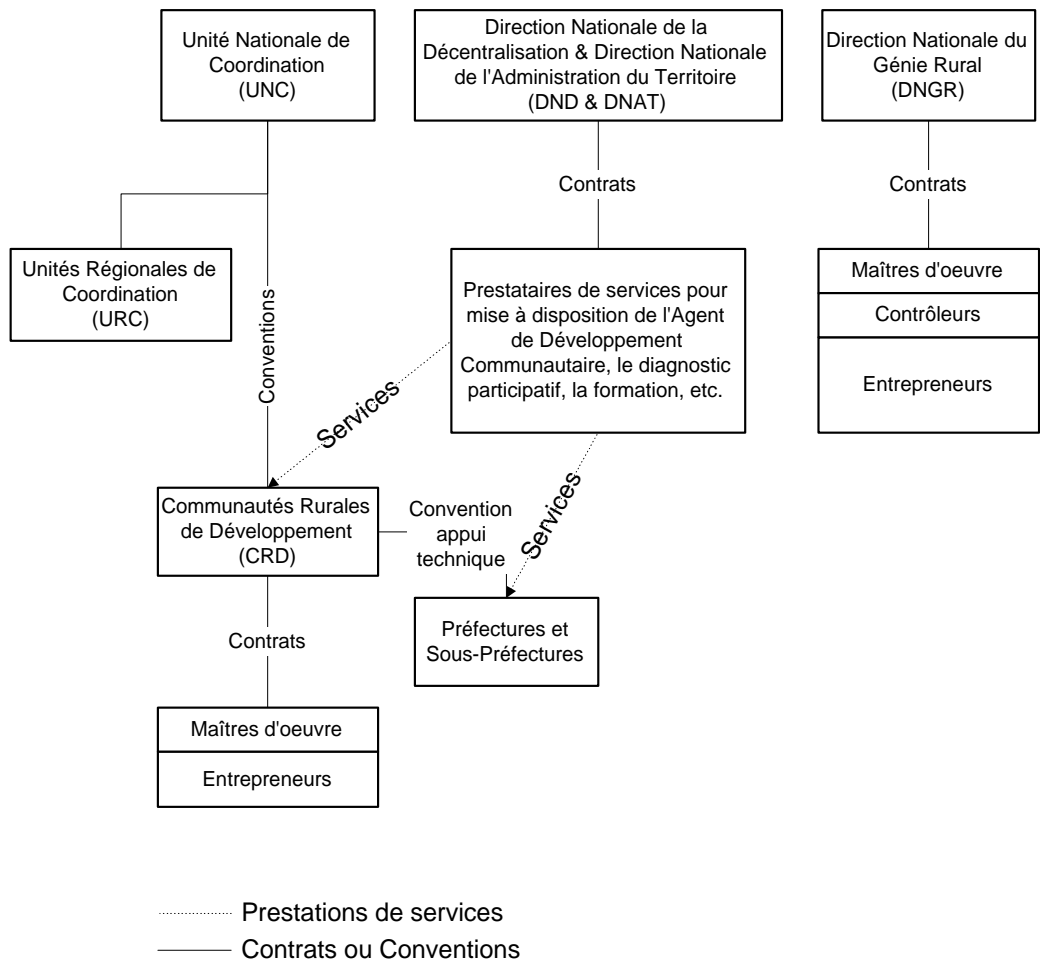 Unité Nationale de
Coordination
(UNC)
Direction Nationale de la
Décentralisation & Direction Nationale
de l'Administration du Territoire
(DND & DNAT)
Direction Nationale du
Génie Rural
(DNGR)
Contrats
Contrats
Unités Régionales de
Coordination
(URC)
Conventions
Prestataires de services pour
mise à disposition de l'Agent
de Développement
Communautaire, le diagnostic
participatif, la formation, etc.
Maîtres d'oeuvre
Contrôleurs
Entrepreneurs
Services
Services
Communautés Rurales
de Développement
(CRD)
Convention
appui
technique
Préfectures et
Sous-Préfectures
Contrats
Maîtres d'oeuvre
Entrepreneurs
Prestations de services
Contrats ou Conventions